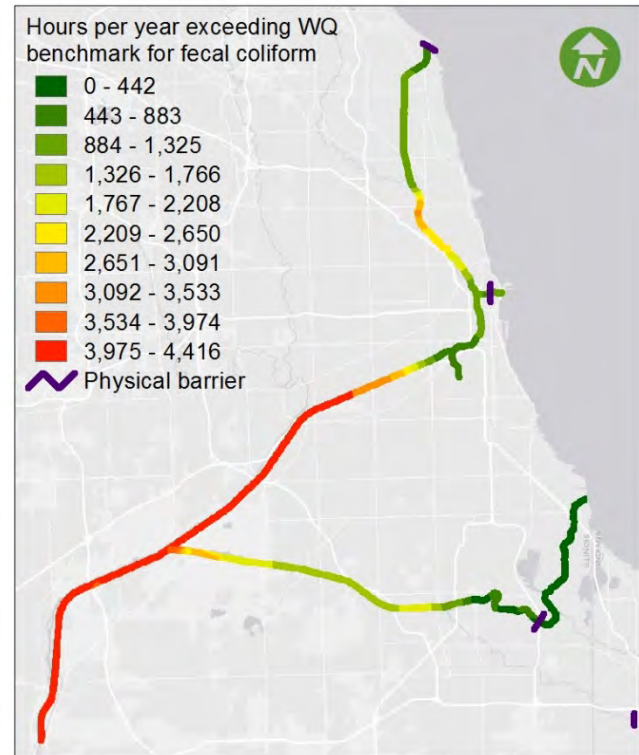 Hours per year exceeding WQ
benchmark for fecal coliform
0 - 442
443 - 883
884 - 1,325
1,326 - 1,766
1,767 - 2,208
2,209 - 2,650
2,651 - 3,091
3,092 - 3,533
3,534 - 3,974
3,975 - 4,416
Physical barrier
N